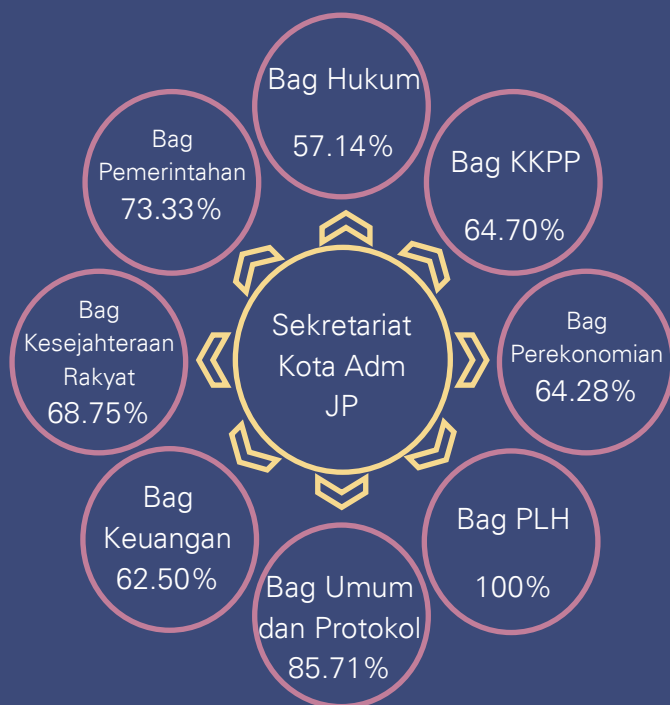 Bag Hukum
57.14%
Bag KKPP
64.70%
Bag
Perekonomian
64.28%
Bag PLH
100%
Bag Umum
dan Protokol
85.71%
Bag
Keuangan
62.50%
Bag
Kesejahteraan
Rakyat
68.75%
Bag
Pemerintahan
73.33%
Sekretariat
Kota Adm
JP